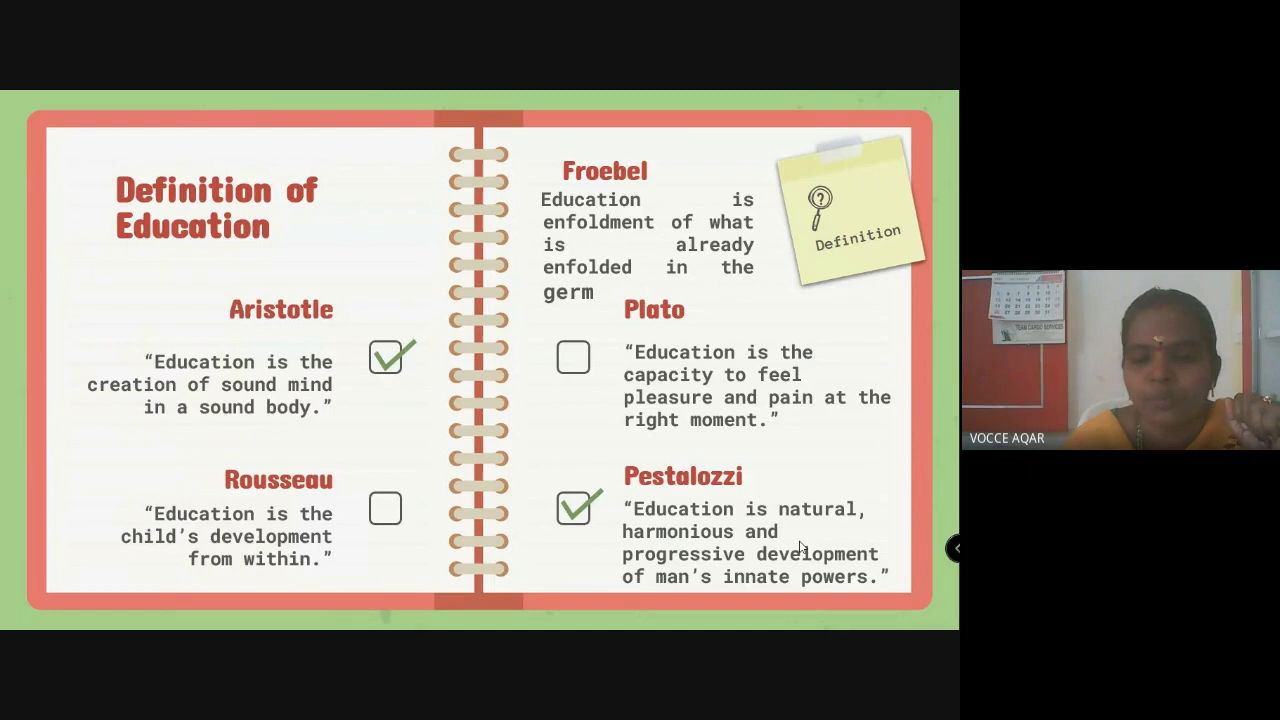 Definition of
Education
Aristotle
“Education is the
creation of sound mind
in a sound body.”
Rousseau
“Education is the
child’s development
from within.”
Froebel
Education is
enfoldment of what
is already
enfolded in the
germ
?
Definition
Plato
“Education is the
capacity to feel
pleasure and pain at the
right moment.”
Pestalozzi
“Education is natural,
harmonious and
progressive development
of man’s innate powers.”
TEAM CARGO SERVICES
VOCCE AQAR